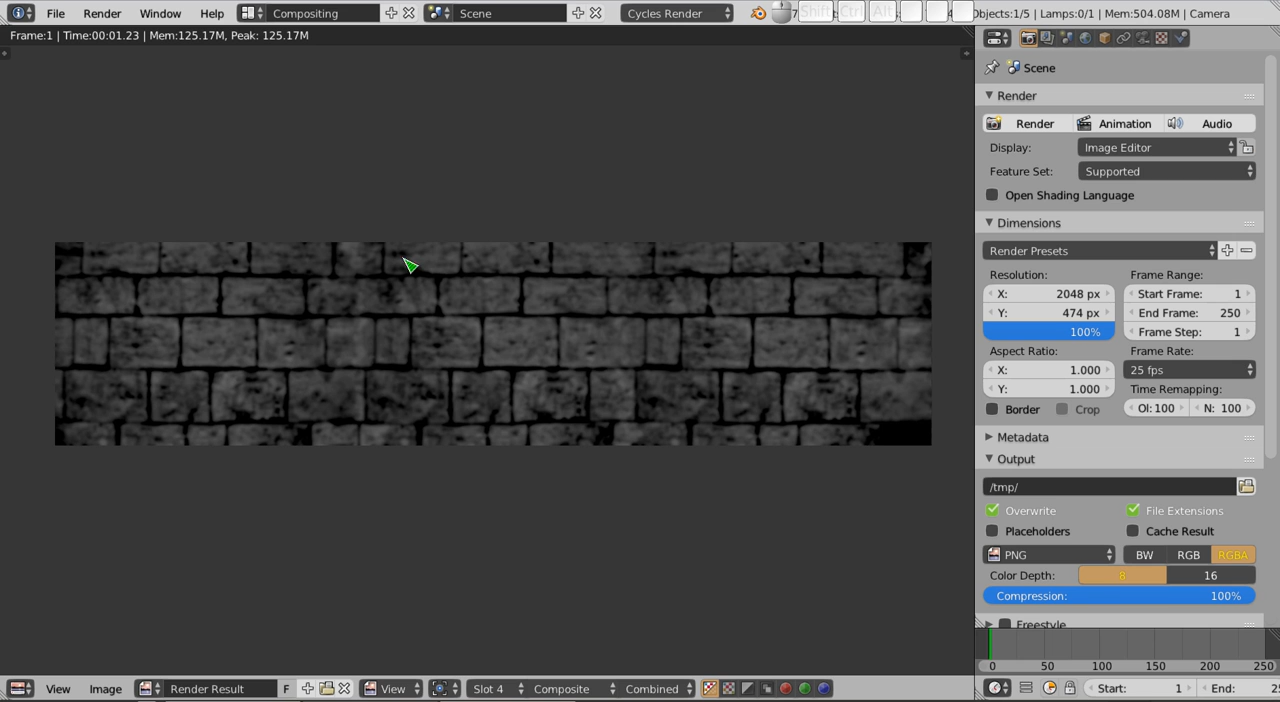 File Render Window Help Compositing Scene Cycles Render 7 Shift Ctrl Alt Objects:1/5 | Lamps:0/1 | Mem:504.08M | Camera
Frame:1 | Time:00:01.23 | Mem:125.17M, Peak: 125.17M
Scene
Render
Render Animation Audio
Display: Image Editor
Feature Set: Supported
Open Shading Language
Dimensions
Render Presets
Resolution: Frame Range:
X: 2048 px Start Frame: 1
Y: 474 px End Frame: 250
100% Frame Step: 1
Aspect Ratio: Frame Rate:
X: 1.000 25 fps
Y: 1.000 Time Remapping:
Border Crop Ol: 100 N: 100
Metadata
Output
/tmp/
Overwrite File Extensions
Placeholders Cache Result
PNG BW RGB RGBA
Color Depth: 8 16
Compression: 100%
Freestyle
0 50 100 150 200 250
View Image Render Result F View Slot 4 Composite Combined Start: 1 End: